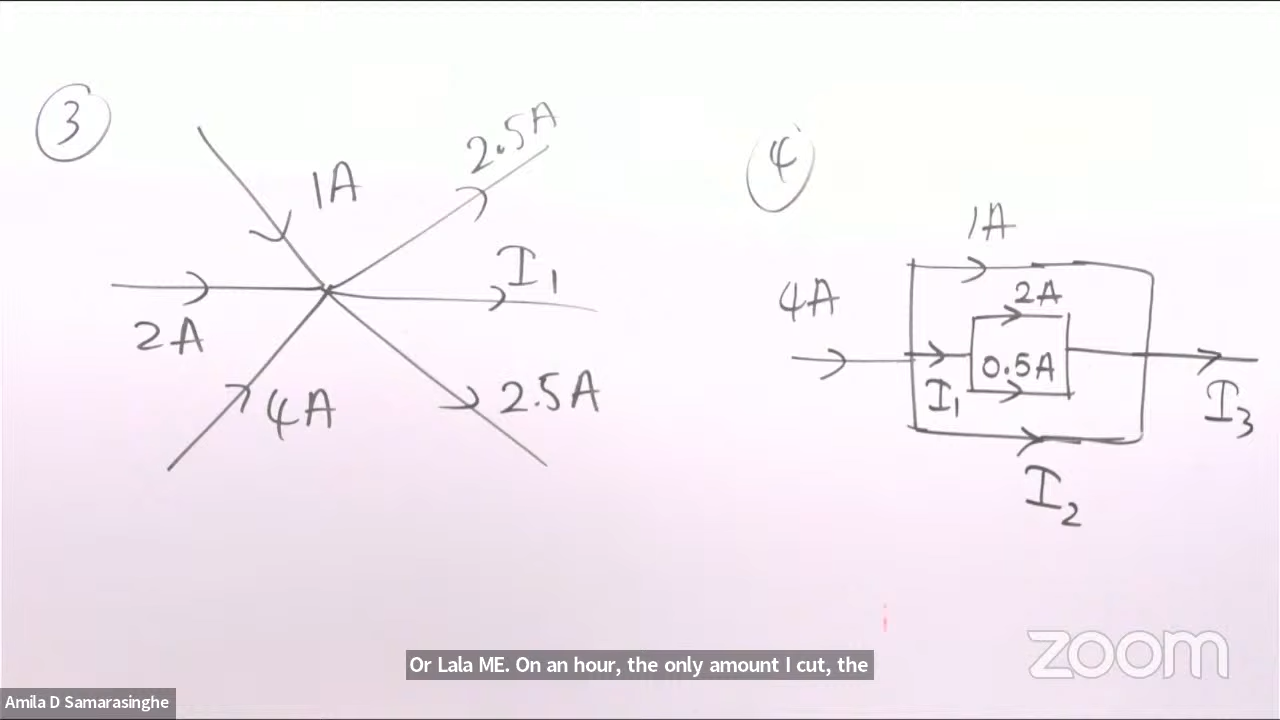 3
1A
2.5A
I1
2A
4A
2.5A
4
1A
4A
2A
0.5A
I1
I3
I2
zoom
Or Lala ME. On an hour, the only amount I cut, the
Amila D Samarasinghe